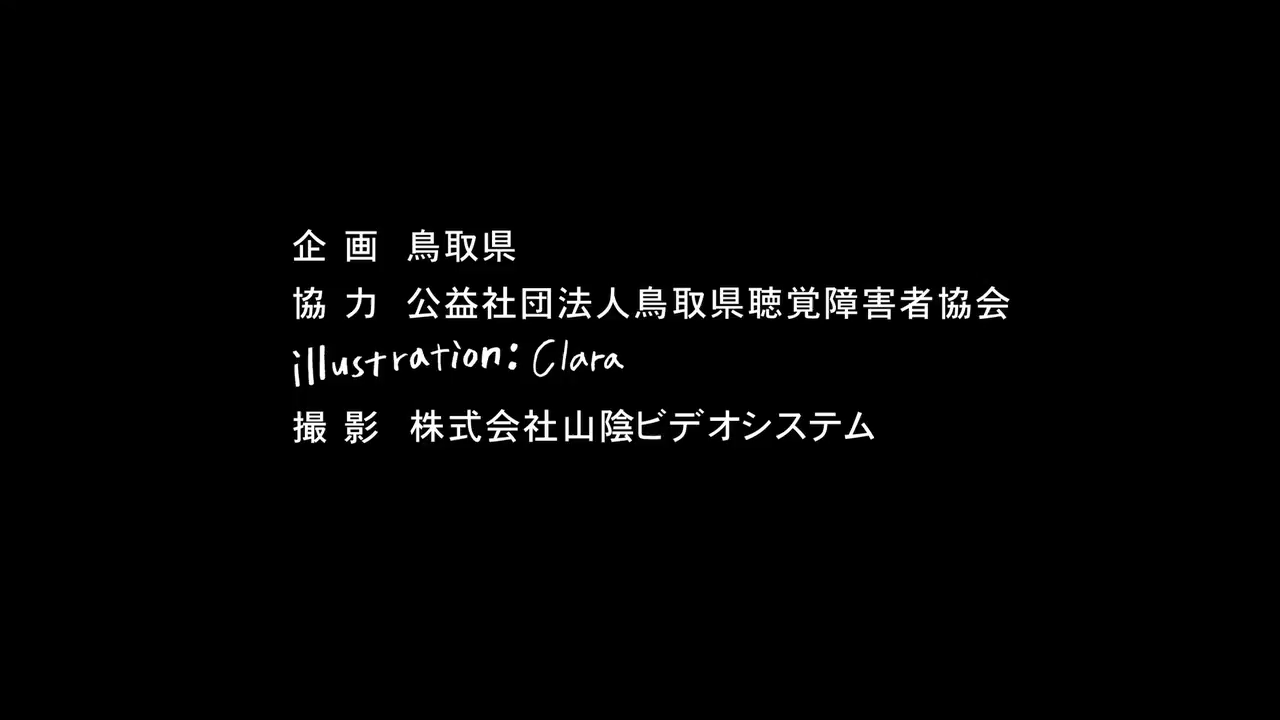 企 画 鳥取県
協 力 公益社団法人鳥取県聴覚障害者協会
illustration: Clara
撮 影 株式会社山陰ビデオシステム